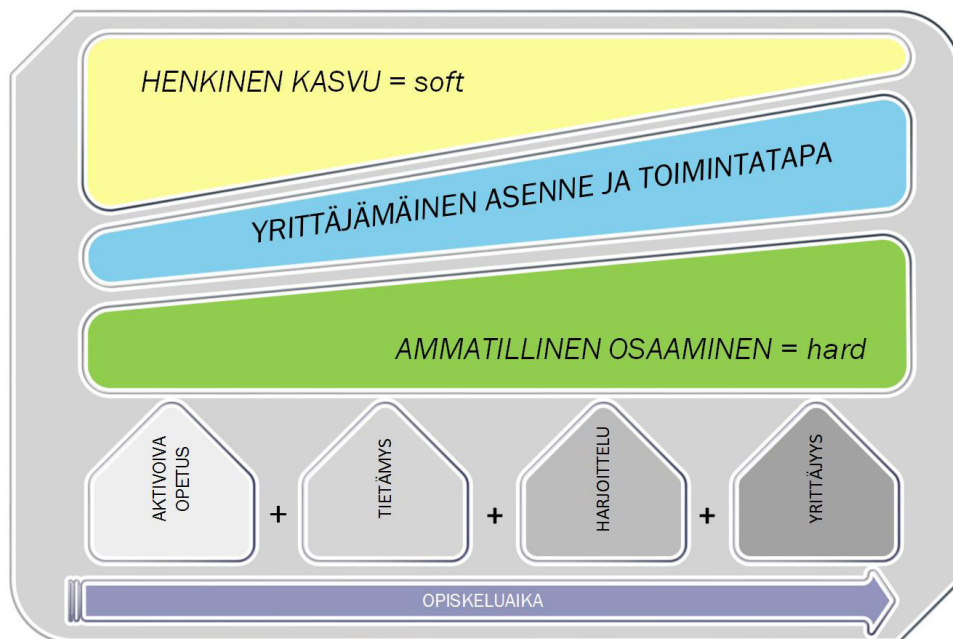 HENKINEN KASVU = soft
YRITTÄJÄMÄINEN ASENNE JA TOIMINTATAPA
AMMATILLINEN OSAAMINEN = hard
AKTIVOIVA
OPETUS
+
TIETÄMYS
+
HARJOITTELU
+
YRITTÄJYYS
OPISKELUAIKA